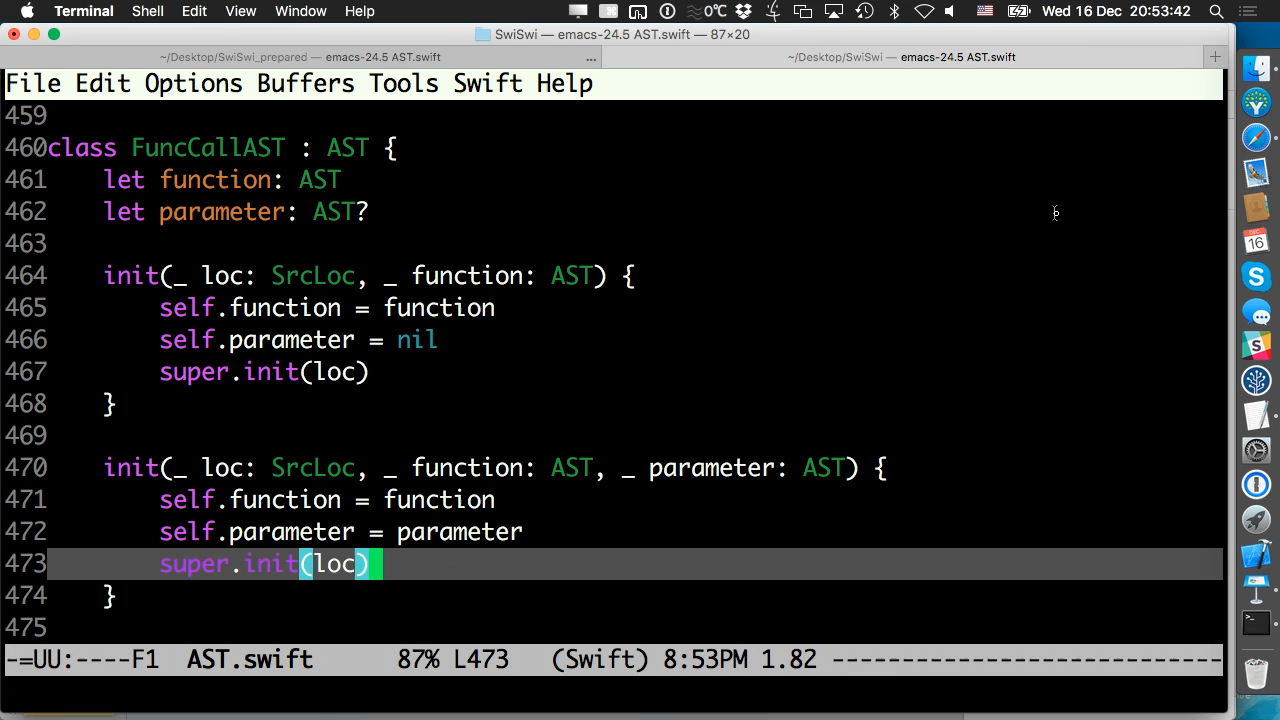 Terminal Shell Edit View Window Help 0°C Wed 16 Dec 20:53:42
SwiSwi — emacs-24.5 AST.swift — 87×20
~/Desktop/SwiSwi_prepared — emacs-24.5 AST.swift ... ~/Desktop/SwiSwi — emacs-24.5 AST.swift +
File Edit Options Buffers Tools Swift Help
459
460class FuncCallAST : AST {
461    let function: AST
462    let parameter: AST?
463
464    init(_ loc: SrcLoc, _ function: AST) {
465        self.function = function
466        self.parameter = nil
467        super.init(loc)
468    }
469
470    init(_ loc: SrcLoc, _ function: AST, _ parameter: AST) {
471        self.function = function
472        self.parameter = parameter
473        super.init(loc)
474    }
475
-=UU:----F1  AST.swift      87% L473   (Swift) 8:53PM 1.82 ----------------------------
DEC
16